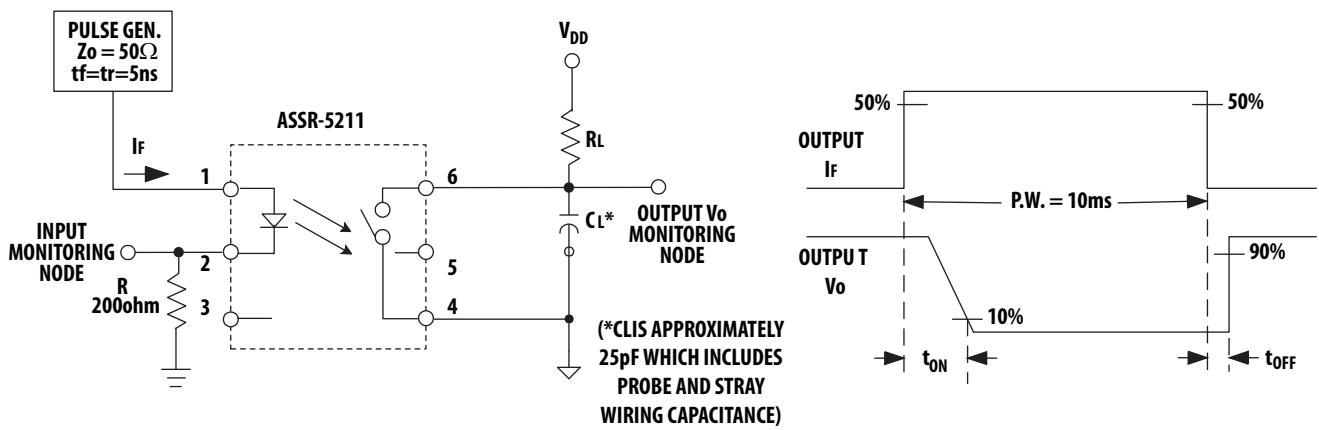 PULSE GEN.
Zo = 50Ω
tf=tr=5ns
IF
ASSR-5211
VDD
RL
1
6
INPUT
MONITORING
NODE
2
5
R
200ohm
3
4
CL*
OUTPUT Vo
MONITORING
NODE
(*CLIS APPROXIMATELY
25pF WHICH INCLUDES
PROBE AND STRAY
WIRING CAPACITANCE)
50%
50%
OUTPUT
IF
P.W. = 10ms
OUTPU T
Vo
90%
10%
tON
tOFF